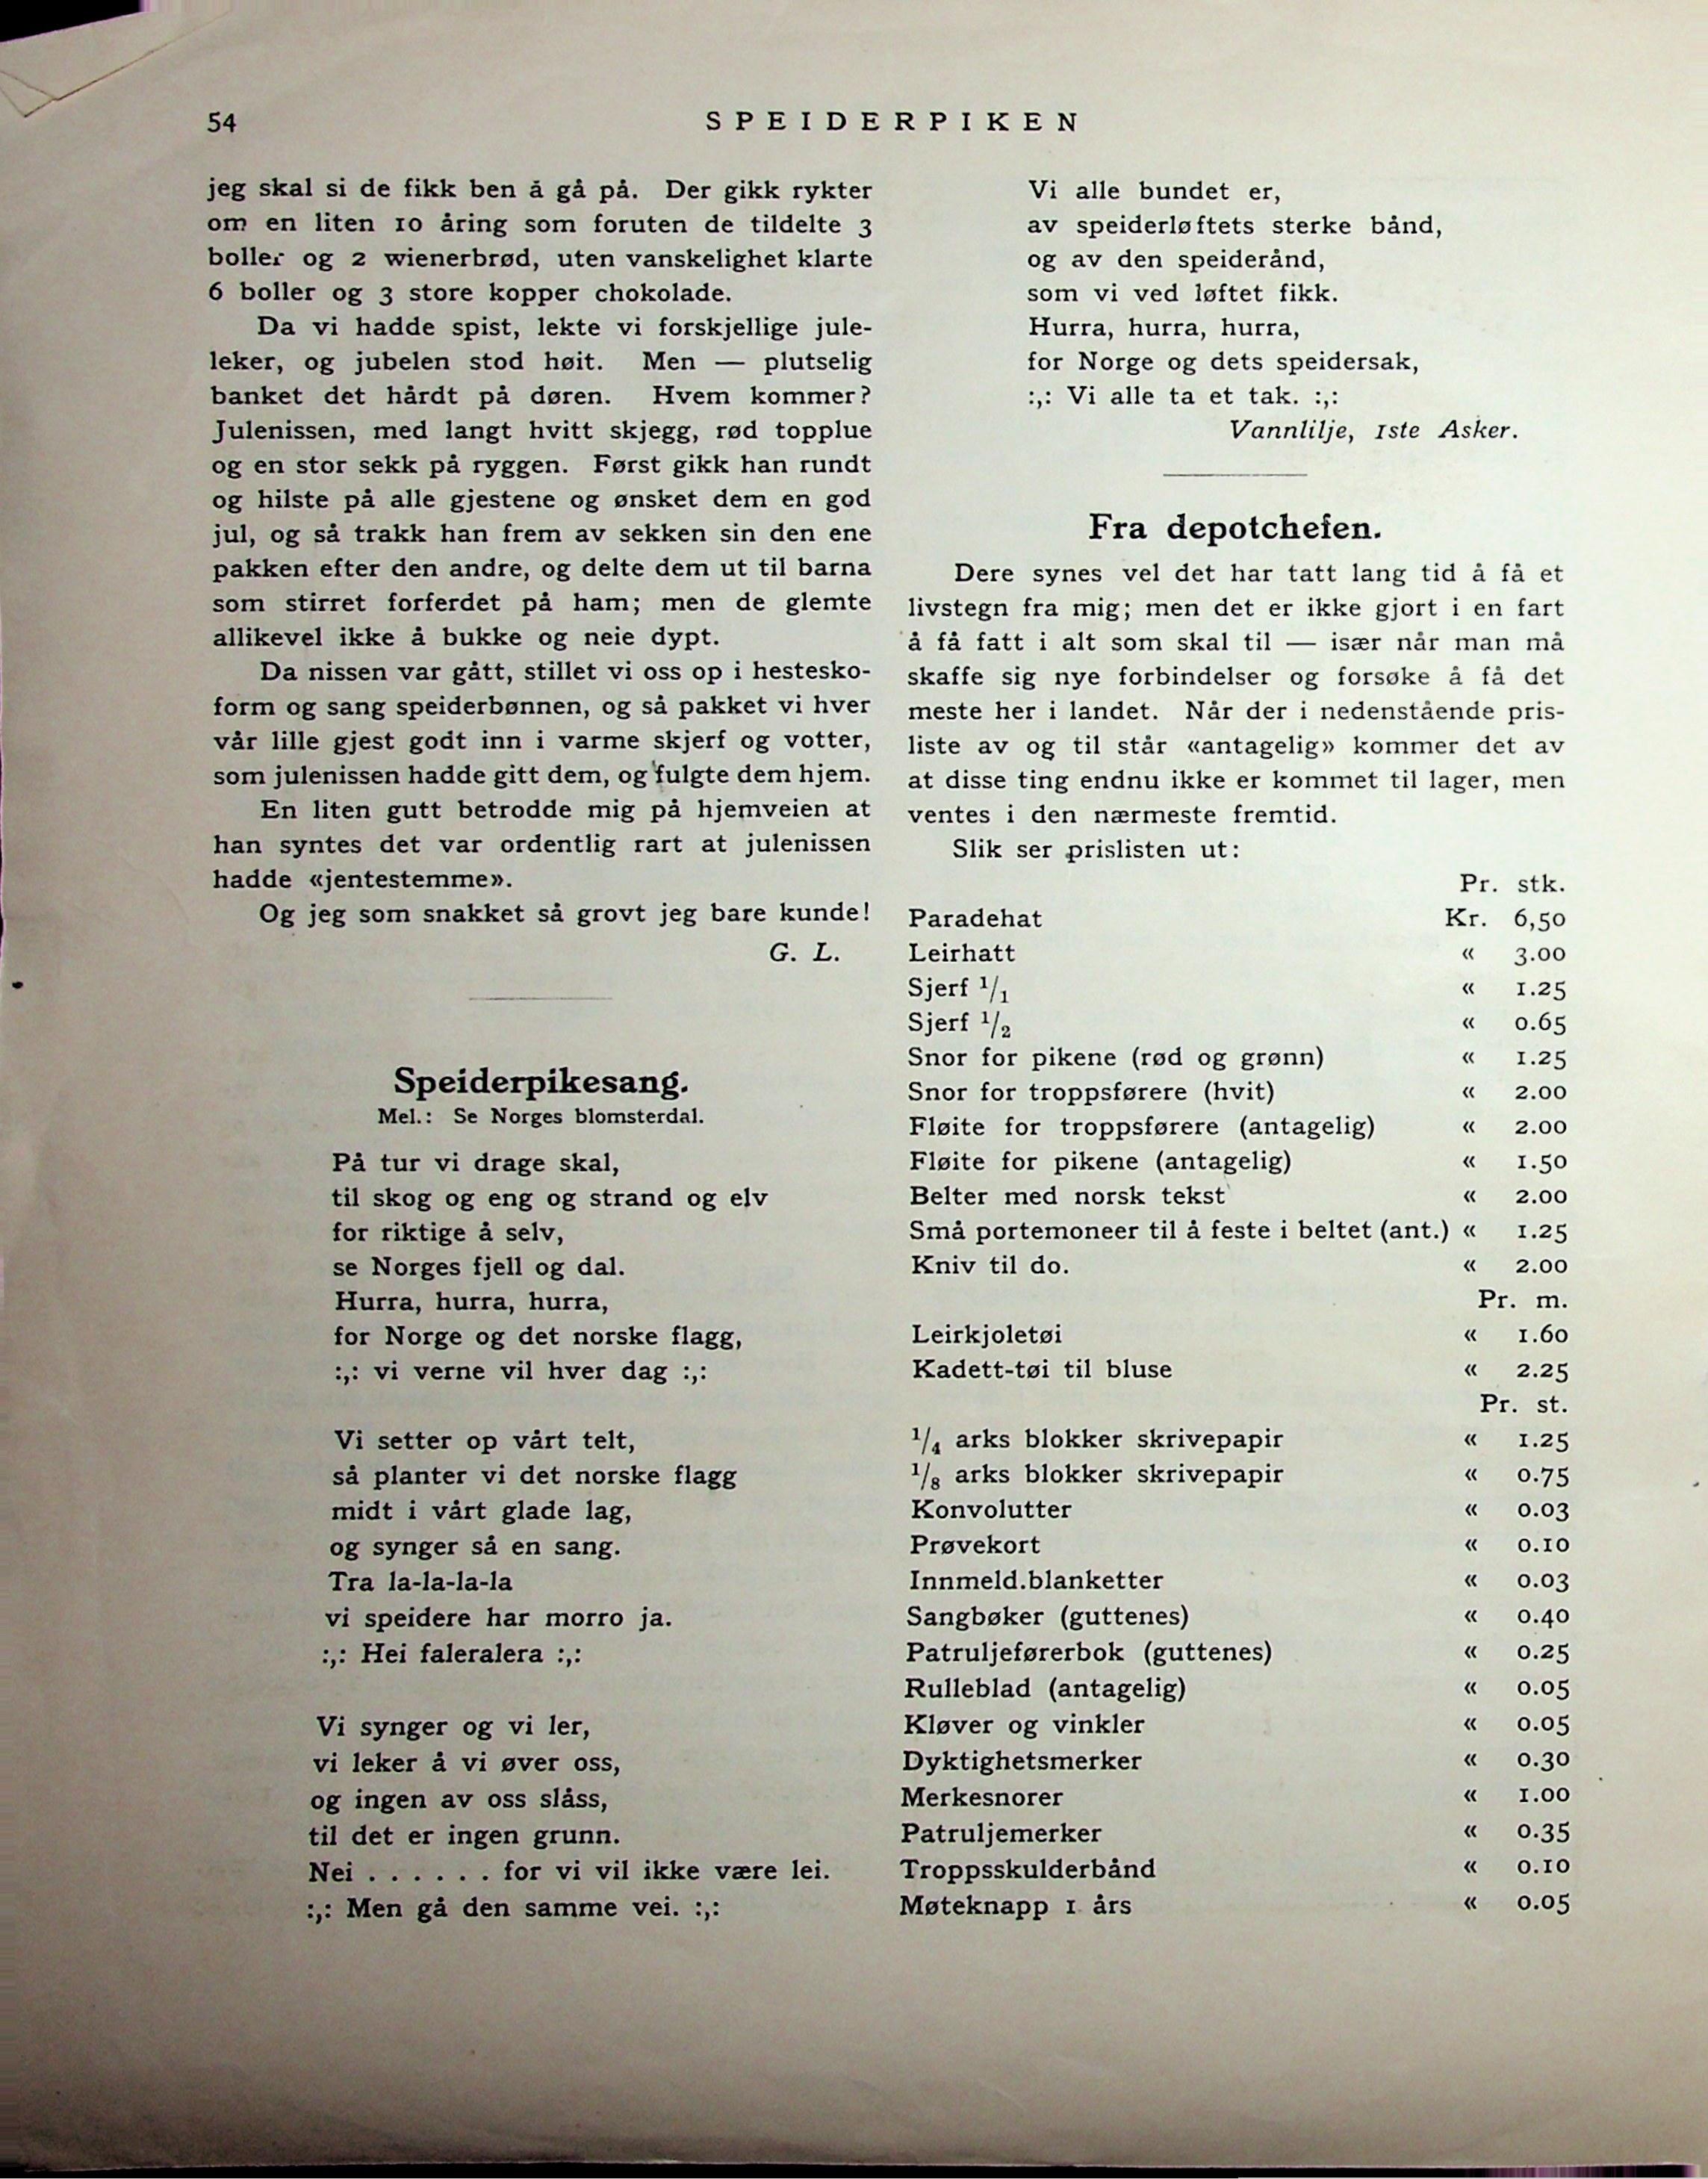 54
SPEIDERPIKEN
jeg skal si de fikk ben å gå på. Der gikk rykter
om en liten 10 åring som foruten de tildelte 3
boller og 2 wienerbrød, uten vanskelighet klarte
6 boller og 3 store kopper chokolade.
Da vi hadde spist, lekte vi forskjellige jule-
leker, og jubelen stod høit. Men — plutselig
banket det hårdt på døren. Hvem kommer?
Julenissen, med langt hvitt skjegg, rød topplue
og en stor sekk på ryggen. Først gikk han rundt
og hilste på alle gjestene og ønsket dem en god
jul, og så trakk han frem av sekken sin den ene
pakken efter den andre, og delte dem ut til barna
som stirret forferdet på ham; men de glemte
allikevel ikke å bukke og neie dypt.
Da nissen var gått, stillet vi oss op i hestesko-
form og sang speiderbønnen, og så pakket vi hver
vår lille gjest godt inn i varme skjerf og votter,
som julenissen hadde gitt dem, og fulgte dem hjem.
En liten gutt betrodde mig på hjemveien at
han syntes det var ordentlig rart at julenissen
hadde «jentestemme».
Og jeg som snakket så grovt jeg bare kunde!
G. L.
Speiderpikesang.
Mel.: Se Norges blomsterdal.
På tur vi drage skal,
til skog og eng og strand og elv
for riktige å selv,
se Norges fjell og dal.
Hurra, hurra, hurra,
for Norge og det norske flagg,
:,: vi verne vil hver dag :,:
Vi setter op vårt telt,
så planter vi det norske flagg
midt i vårt glade lag,
og synger så en sang.
Tra la-la-la-la
vi speidere har morro ja.
:,: Hei faleralera :,:
Vi synger og vi ler,
vi leker å vi øver oss,
og ingen av oss slåss,
til det er ingen grunn.
Nei . . . . . . for vi vil ikke være lei.
:,: Men gå den samme vei. :,:
Vi alle bundet er,
av speiderløftets sterke bånd,
og av den speiderånd,
som vi ved løftet fikk.
Hurra, hurra, hurra,
for Norge og dets speidersak,
:,: Vi alle ta et tak. :,:
Vannlilje, 1ste Asker.
Fra depotchefen.
Dere synes vel det har tatt lang tid å få et
livstegn fra mig; men det er ikke gjort i en fart
å få fatt i alt som skal til — især når man må
skaffe sig nye forbindelser og forsøke å få det
meste her i landet. Når der i nedenstående pris-
liste av og til står «antagelig» kommer det av
at disse ting endnu ikke er kommet til lager, men
ventes i den nærmeste fremtid.
Slik ser prislisten ut:
Pr. stk.
Paradehat Kr. 6,50
Leirhatt « 3.00
Sjerf 1/1 « 1.25
Sjerf 1/2 « 0.65
Snor for pikene (rød og grønn) « 1.25
Snor for troppsførere (hvit) « 2.00
Fløite for troppsførere (antagelig) « 2.00
Fløite for pikene (antagelig) « 1.50
Belter med norsk tekst « 2.00
Små portemoneer til å feste i beltet (ant.) « 1.25
Kniv til do. « 2.00
Pr. m.
Leirkjoletøi « 1.60
Kadett-tøi til bluse « 2.25
Pr. st.
1/4 arks blokker skrivepapir « 1.25
1/8 arks blokker skrivepapir « 0.75
Konvolutter « 0.03
Prøvekort « 0.10
Innmeld.blanketter « 0.03
Sangbøker (guttenes) « 0.40
Patruljeførerbok (guttenes) « 0.25
Rulleblad (antagelig) « 0.05
Kløver og vinkler « 0.05
Dyktighetsmerker « 0.30
Merkesnorer « 1.00
Patruljemerker « 0.35
Troppsskulderbånd « 0.10
Møteknapp 1 års « 0.05